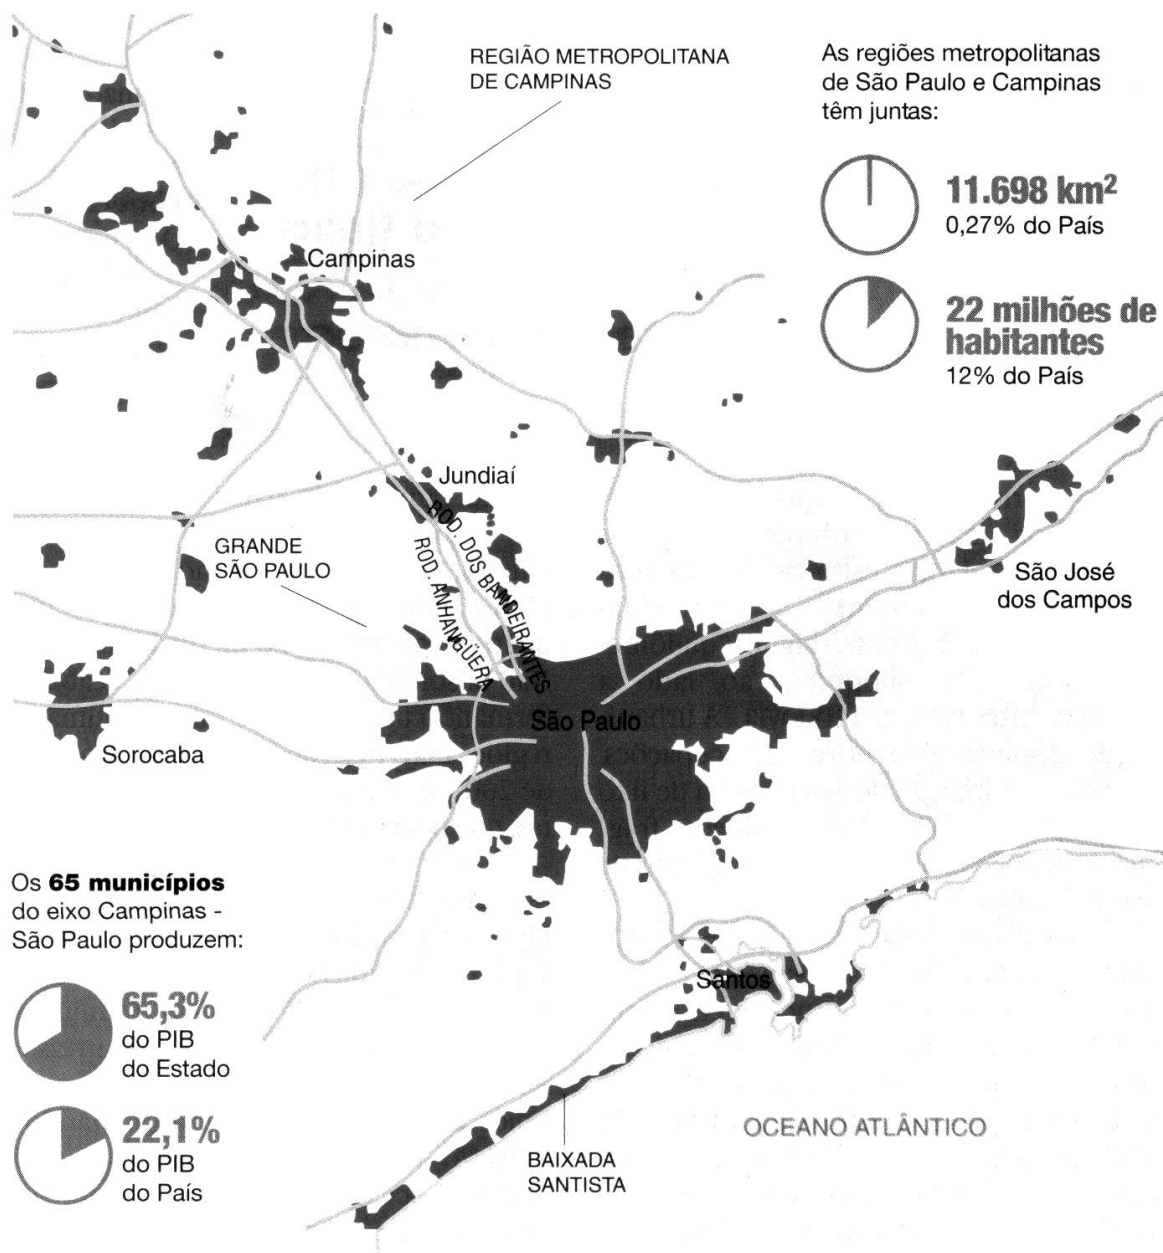 REGIÃO METROPOLITANA
DE CAMPINAS
As regiões metropolitanas
de São Paulo e Campinas
têm juntas:
11.698 km²
0,27% do País
22 milhões de
habitantes
12% do País
Campinas
Jundiaí
ROD. DOS BANDEIRANTES
ROD. ANHANGÜERA
GRANDE
SÃO PAULO
São José
dos Campos
São Paulo
Sorocaba
Os 65 municípios
do eixo Campinas -
São Paulo produzem:
65,3%
do PIB
do Estado
22,1%
do PIB
do País
Santos
OCEANO ATLÂNTICO
BAIXADA
SANTISTA